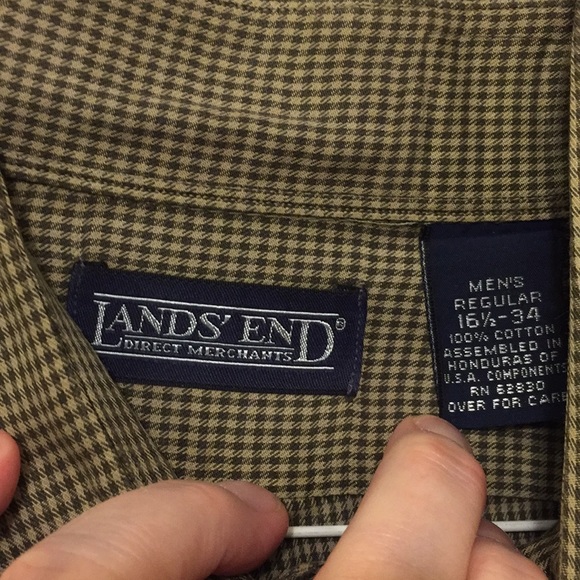 LANDS' END®
DIRECT MERCHANTS
MEN'S
REGULAR
16½-34
100% COTTON
ASSEMBLED IN
HONDURAS OF
U.S.A. COMPONENTS
RN 62830
OVER FOR CARE